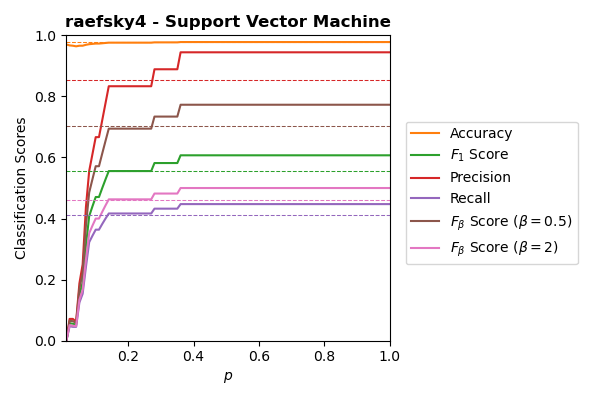 raefsky4 - Support Vector Machine
Classification Scores
1.0
0.8
0.6
0.4
0.2
0.0
0.2 0.4 0.6 0.8 1.0
p
Accuracy
F₁ Score
Precision
Recall
Fᵦ Score (β = 0.5)
Fᵦ Score (β = 2)